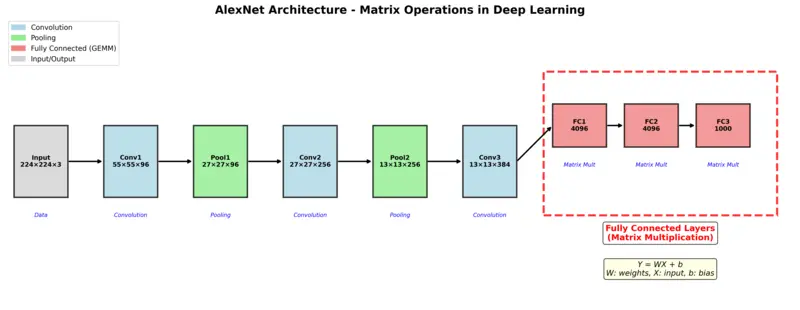 AlexNet Architecture - Matrix Operations in Deep Learning
Convolution
Pooling
Fully Connected (GEMM)
Input/Output
Input
224×224×3
Data
Conv1
55×55×96
Convolution
Pool1
27×27×96
Pooling
Conv2
27×27×256
Convolution
Pool2
13×13×256
Pooling
Conv3
13×13×384
Convolution
FC1
4096
Matrix Mult
FC2
4096
Matrix Mult
FC3
1000
Matrix Mult
Fully Connected Layers
(Matrix Multiplication)
Y = WX + b
W: weights, X: input, b: bias